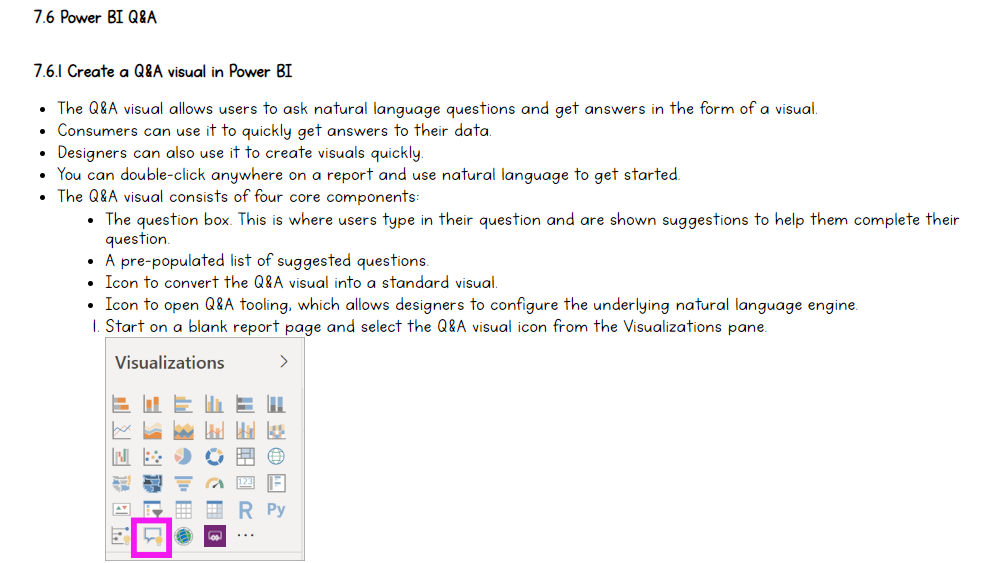 7.6 Power BI Q&A
7.6.1 Create a Q&A visual in Power BI
• The Q&A visual allows users to ask natural language questions and get answers in the form of a visual.
• Consumers can use it to quickly get answers to their data.
• Designers can also use it to create visuals quickly.
• You can double-click anywhere on a report and use natural language to get started.
• The Q&A visual consists of four core components:
• The question box. This is where users type in their question and are shown suggestions to help them complete their
question.
• A pre-populated list of suggested questions.
• Icon to convert the Q&A visual into a standard visual.
• Icon to open Q&A tooling, which allows designers to configure the underlying natural language engine.
1. Start on a blank report page and select the Q&A visual icon from the Visualizations pane.
Visualizations >
123
R Py
...